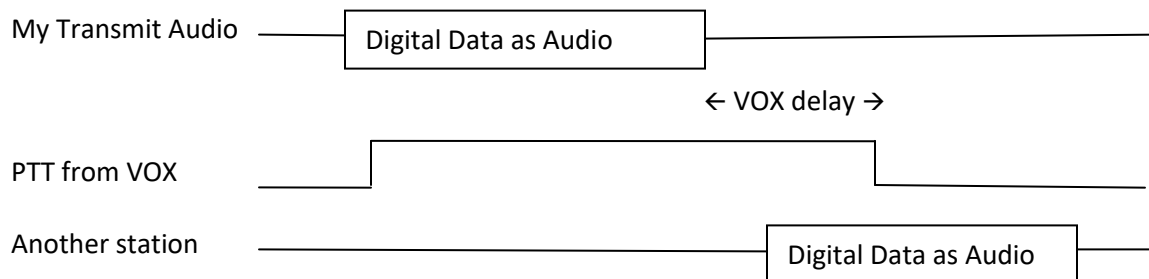 My Transmit Audio
Digital Data as Audio
← VOX delay →
PTT from VOX
Another station
Digital Data as Audio